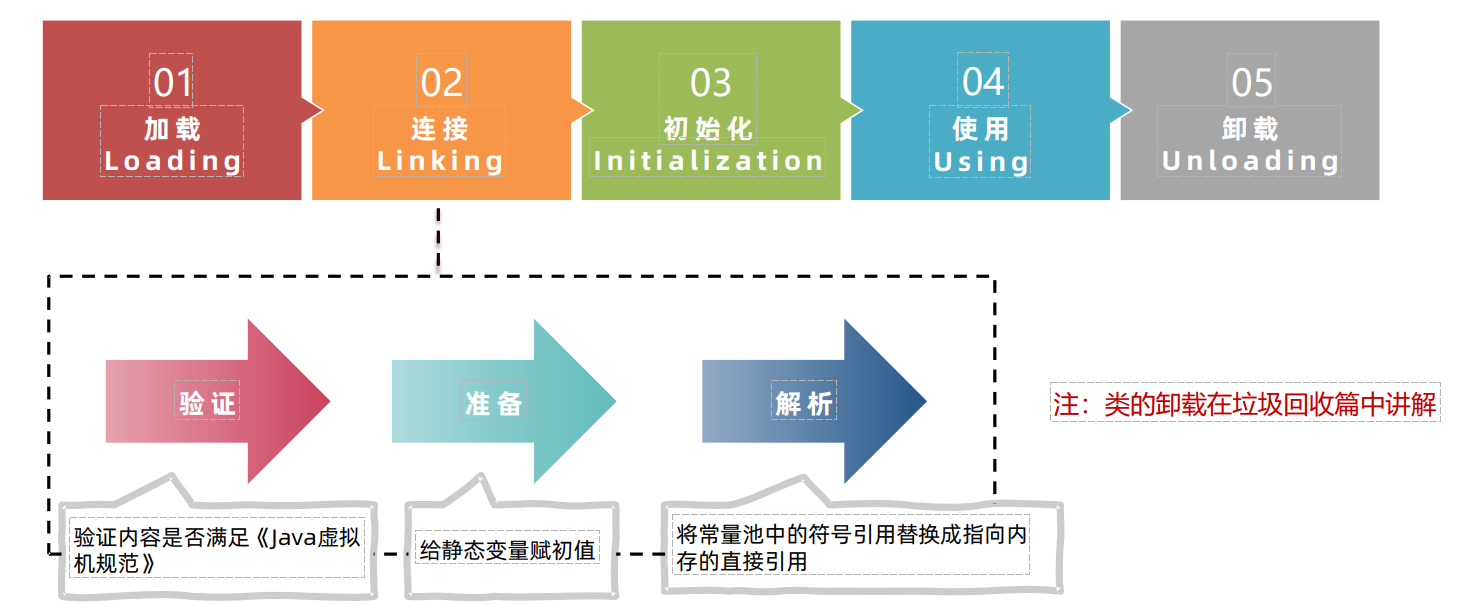 01
加载
Loading
02
连接
Linking
03
初始化
Initialization
04
使用
Using
05
卸载
Unloading
验证
准备
解析
注：类的卸载在垃圾回收篇中讲解
验证内容是否满足《Java虚拟
机规范》
给静态变量赋初值
将常量池中的符号引用替换成指向内
存的直接引用